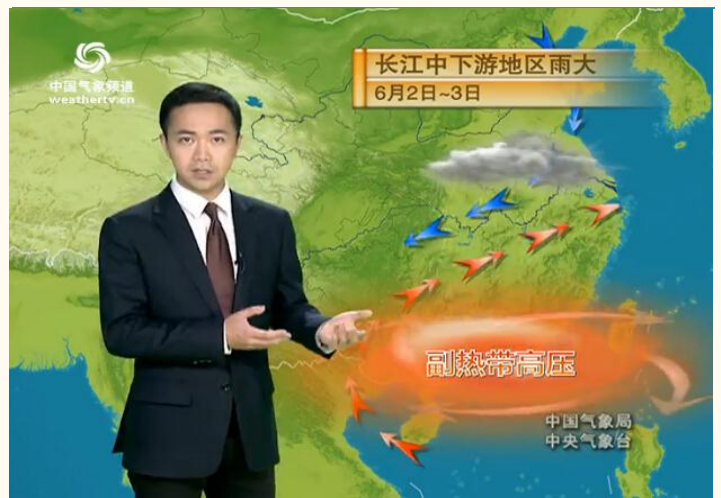 中国气象频道
weathertv.cn
长江中下游地区雨大
6月2日~3日
副热带高压
中国气象局
中央气象台